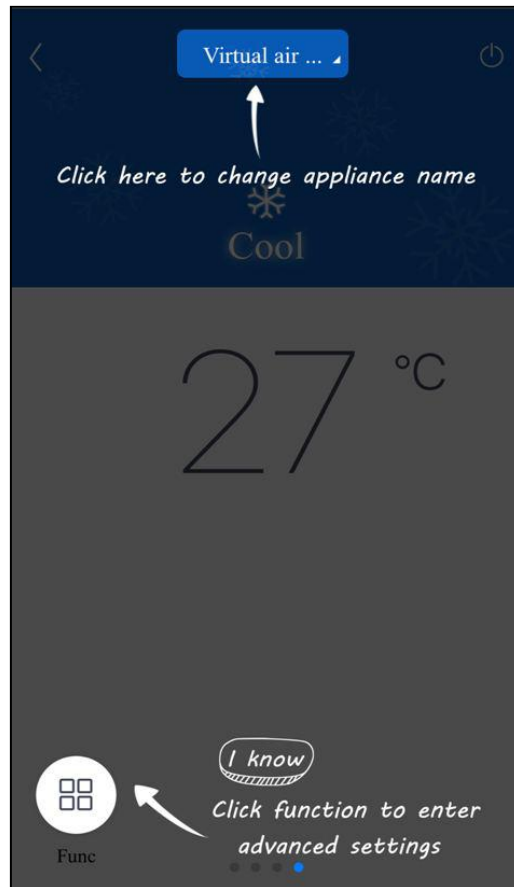 Virtual air ...
Click here to change appliance name
Cool
27 °C
I know
Click function to enter
advanced settings
Func